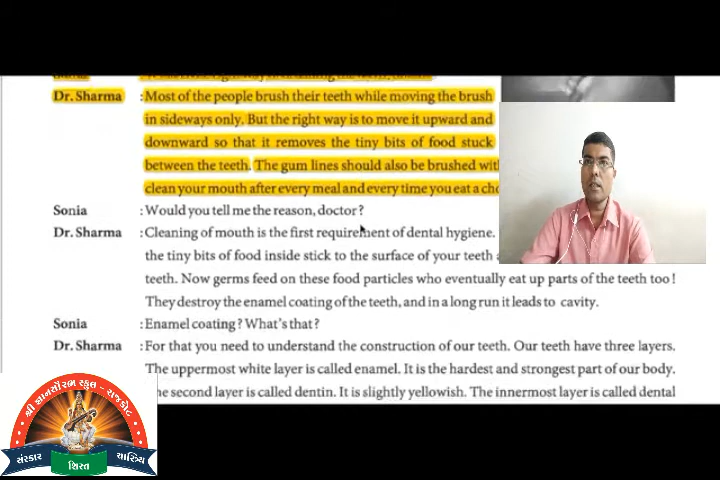 Dr. Sharma : Most of the people brush their teeth while moving the brush
in sideways only. But the right way is to move it upward and
downward so that it removes the tiny bits of food stuck
between the teeth. The gum lines should also be brushed
clean your mouth after every meal and every time you eat a
Sonia : Would you tell me the reason, doctor?
Dr. Sharma : Cleaning of mouth is the first requirement of dental hygiene.
the tiny bits of food inside stick to the surface of your teeth
teeth. Now germs feed on these food particles who eventually eat up parts of the teeth too!
They destroy the enamel coating of the teeth, and in a long run it leads to cavity.
Sonia : Enamel coating? What's that?
Dr. Sharma : For that you need to understand the construction of our teeth. Our teeth have three layers.
The uppermost white layer is called enamel. It is the hardest and strongest part of our body.
second layer is called dentin. It is slightly yellowish. The innermost layer is called dental
શ્રી જ્ઞાનસૌરભ સ્કુલ - રાજકોટ
સંસ્કાર
શિસ્ત
ચારિત્ર્ય